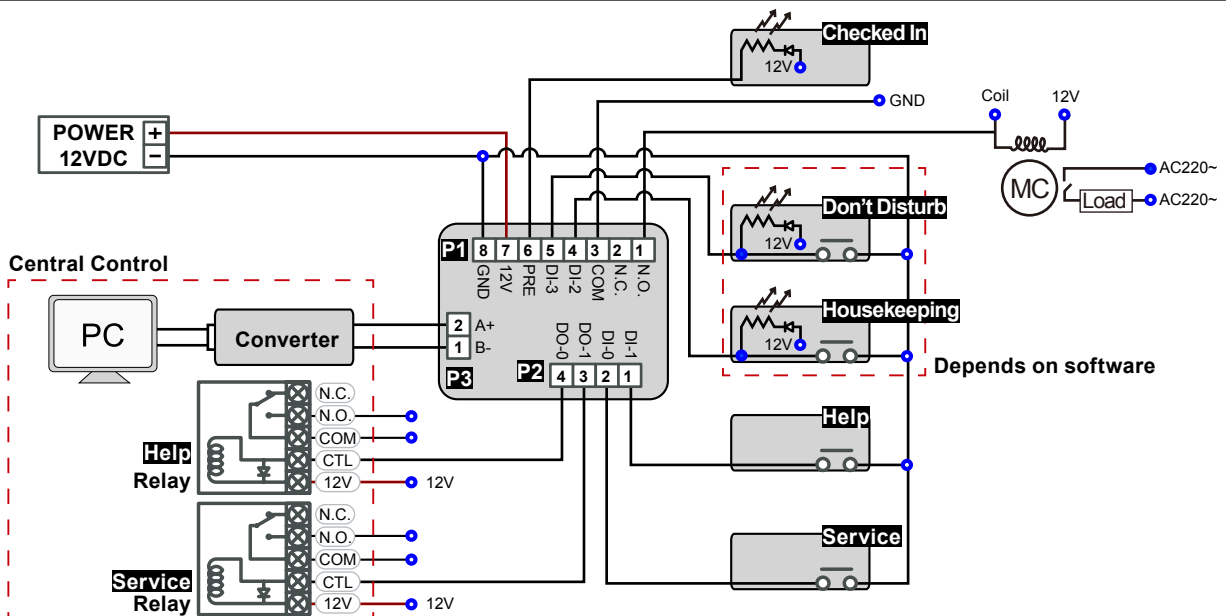 Checked In
12V
GND
Coil
12V
POWER
12VDC
+
−
AC220~
MC
Load
AC220~
Don't Disturb
12V
P1
8 7 6 5 4 3 2 1
GND
12V
PRE
DI-3
DI-2
COM
N.C.
N.O.
Central Control
PC
Converter
2 A+
1 B-
P3
Housekeeping
12V
Depends on software
DO-0
DO-1
DI-0
DI-1
P2
4 3 2 1
N.C.
N.O.
COM
CTL
12V
12V
Help
Relay
Help
N.C.
N.O.
COM
CTL
12V
12V
Service
Relay
Service